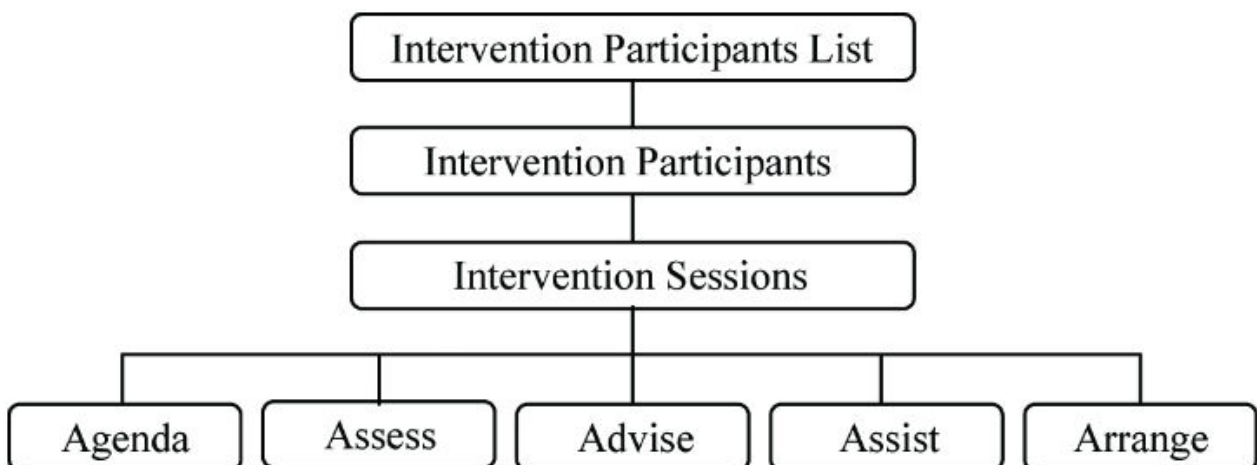 Intervention Participants List
Intervention Participants
Intervention Sessions
Agenda
Assess
Advise
Assist
Arrange